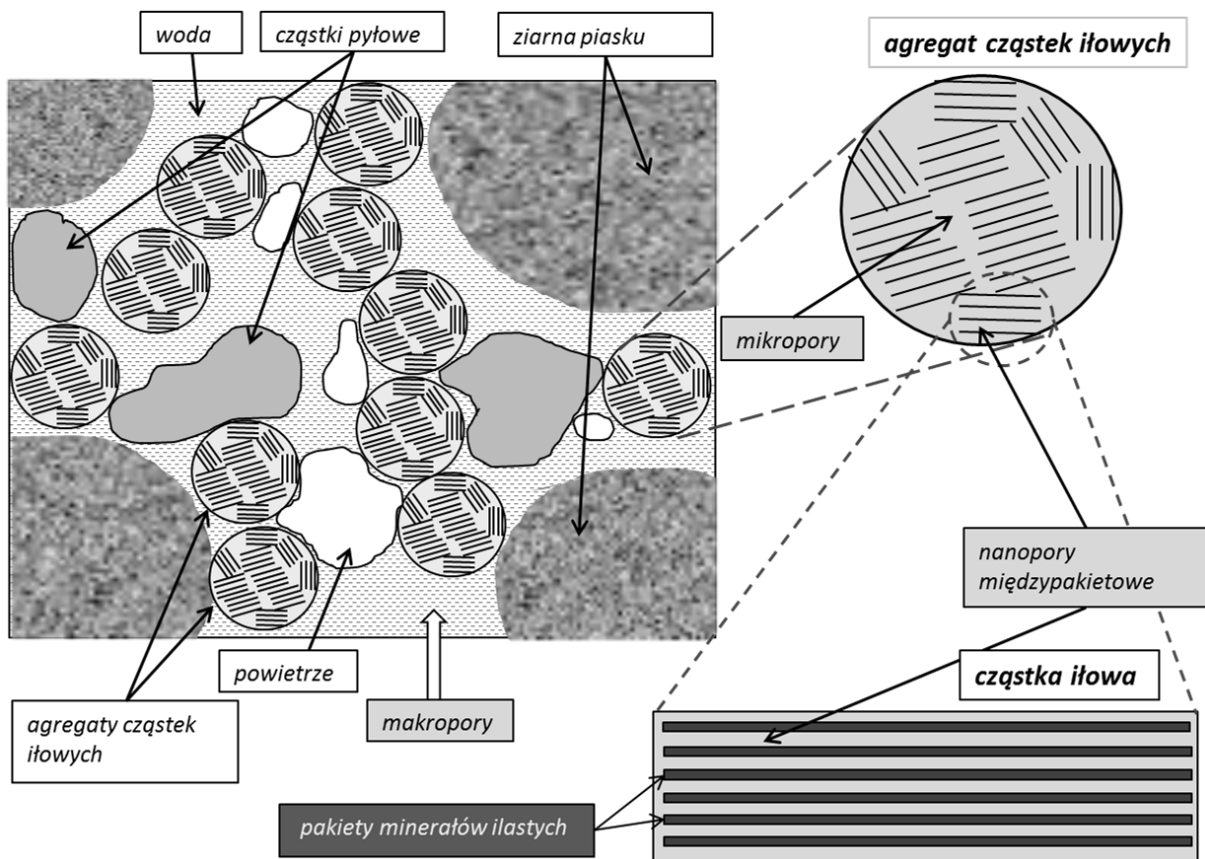 woda
cząstki pyłowe
ziarna piasku
agregat cząstek iłowych
mikropory
nanopory
międzypakietowe
cząstka iłowa
powietrze
makropory
agregaty cząstek
iłowych
pakiety minerałów ilastych